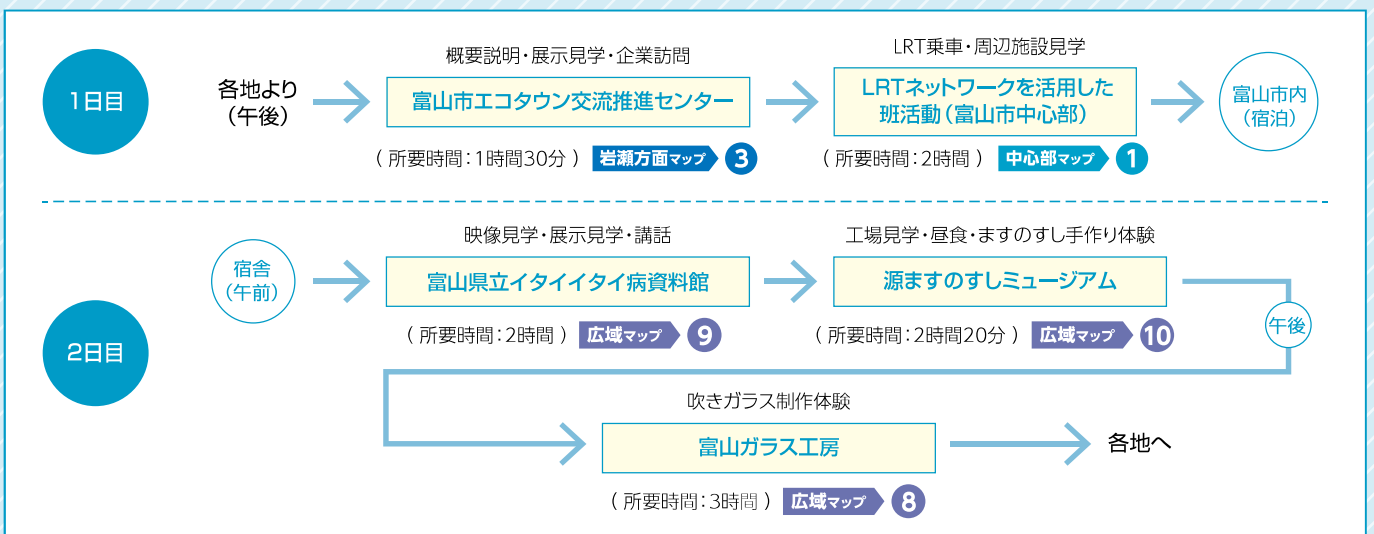 1日目
各地より
（午後）
概要説明・展示見学・企業訪問
富山市エコタウン交流推進センター
（ 所要時間：1時間30分 ） 岩瀬方面マップ 3
LRT乗車・周辺施設見学
LRTネットワークを活用した
班活動（富山市中心部）
（ 所要時間：2時間 ） 中心部マップ 1
富山市内
（宿泊）
2日目
宿舎
（午前）
映像見学・展示見学・講話
富山県立イタイイタイ病資料館
（ 所要時間：2時間 ） 広域マップ 9
工場見学・昼食・ますのすし手作り体験
源ますのすしミュージアム
（ 所要時間：2時間20分 ） 広域マップ 10
午後
吹きガラス制作体験
富山ガラス工房
（ 所要時間：3時間 ） 広域マップ 8
各地へ